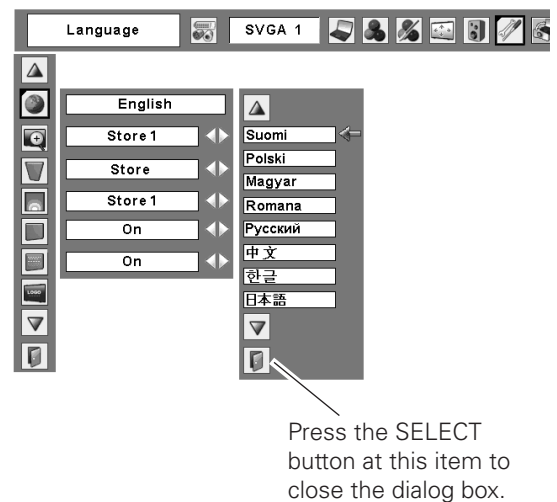 Language
SVGA 1
English
Store 1
Store
Store 1
On
On
LOGO
Suomi
Polski
Magyar
Romana
Русский
中文
한글
日本語
Press the SELECT
button at this item to
close the dialog box.